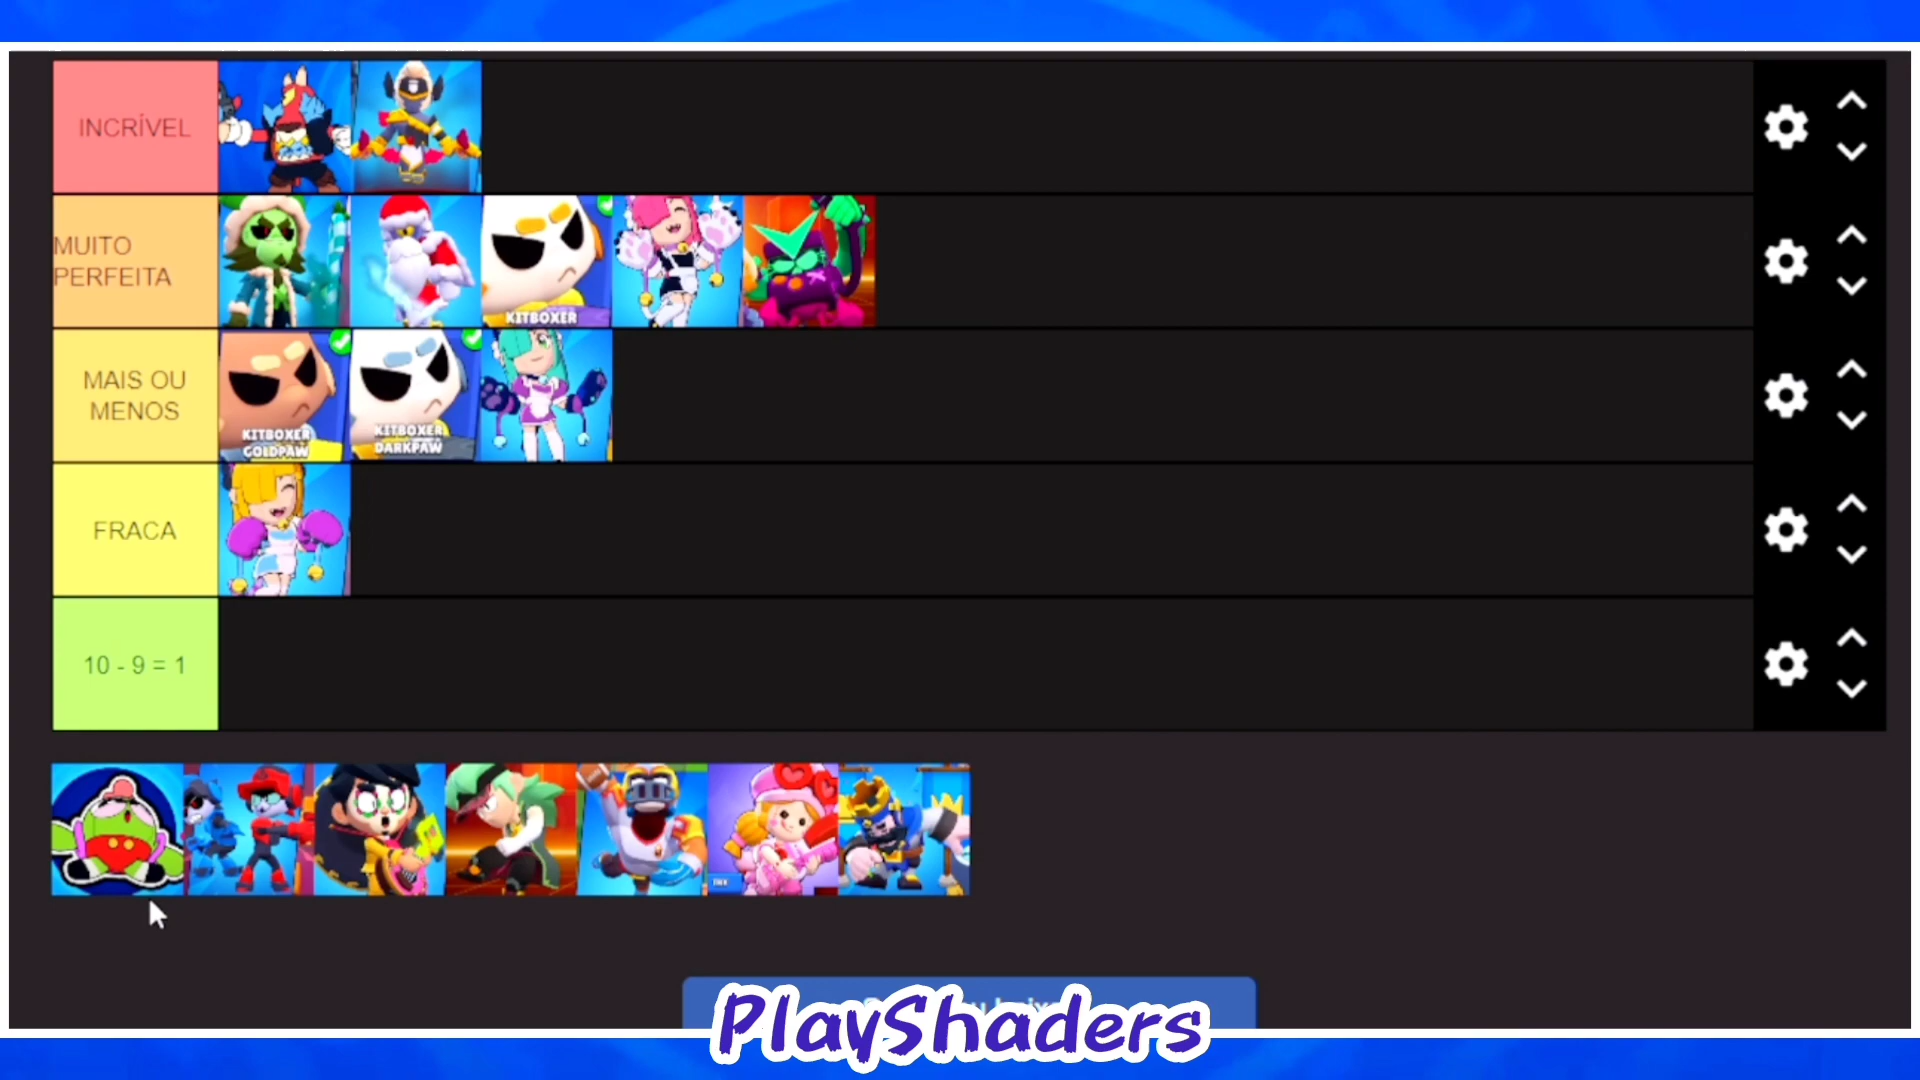 INCRÍVEL
MUITO
PERFEITA
KITBOXER
MAIS OU
MENOS
KITBOXER
GOLDPAW
KITBOXER
DARKPAW
FRACA
10 - 9 = 1
PlayShaders